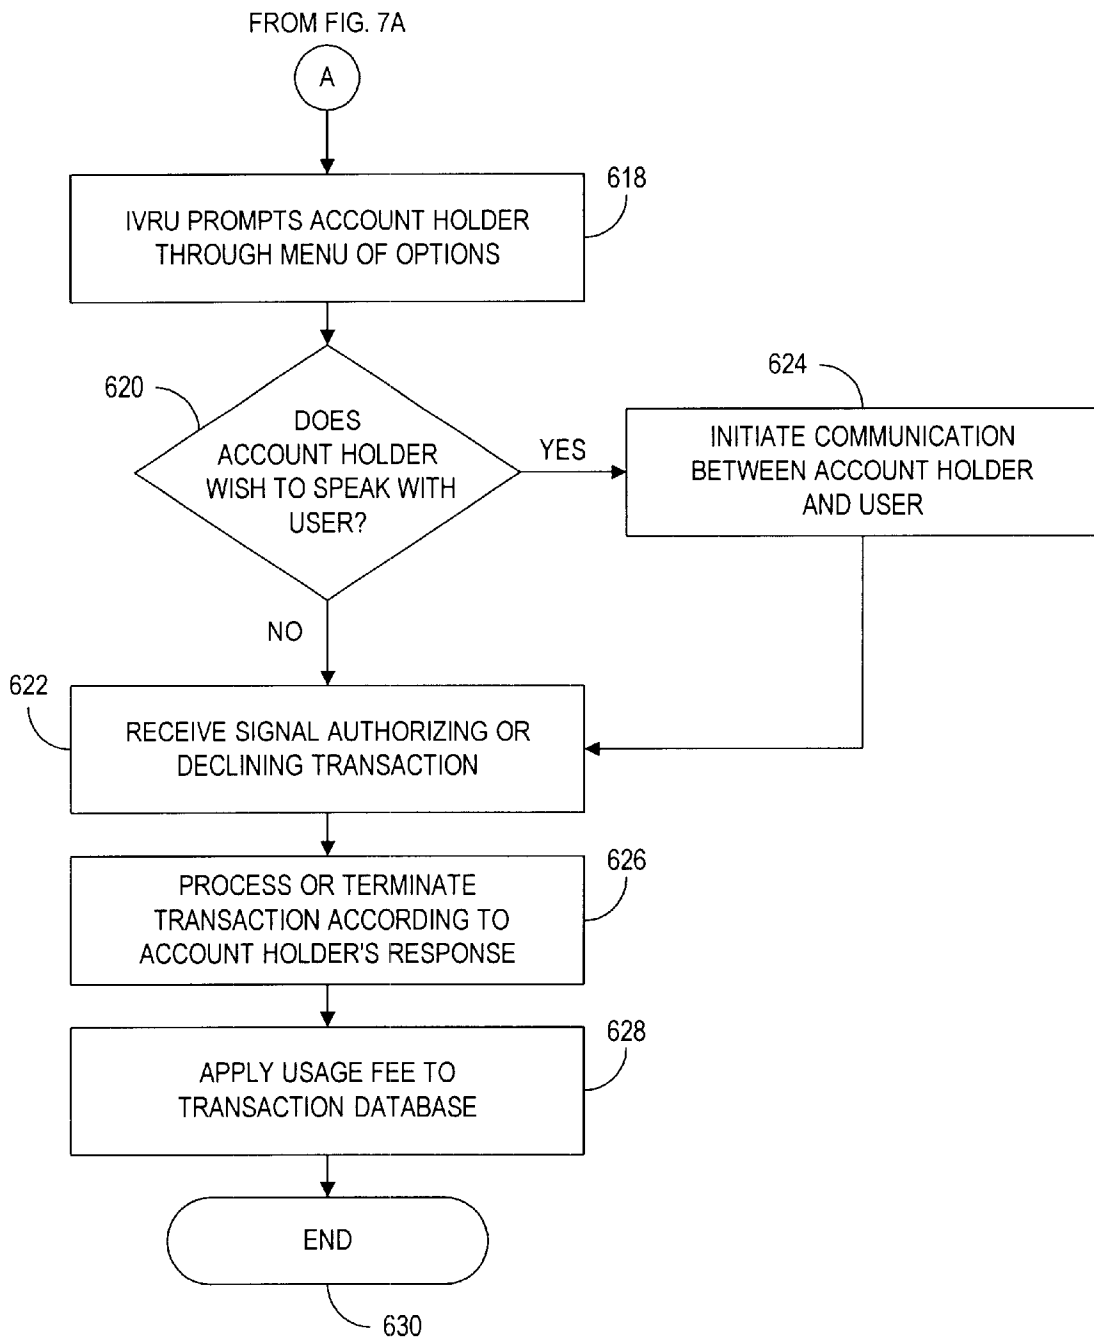 FROM FIG. 7A
A
618
IVRU PROMPTS ACCOUNT HOLDER
THROUGH MENU OF OPTIONS
620
DOES
ACCOUNT HOLDER
WISH TO SPEAK WITH
USER?
YES
624
INITIATE COMMUNICATION
BETWEEN ACCOUNT HOLDER
AND USER
NO
622
RECEIVE SIGNAL AUTHORIZING OR
DECLINING TRANSACTION
626
PROCESS OR TERMINATE
TRANSACTION ACCORDING TO
ACCOUNT HOLDER'S RESPONSE
628
APPLY USAGE FEE TO
TRANSACTION DATABASE
END
630